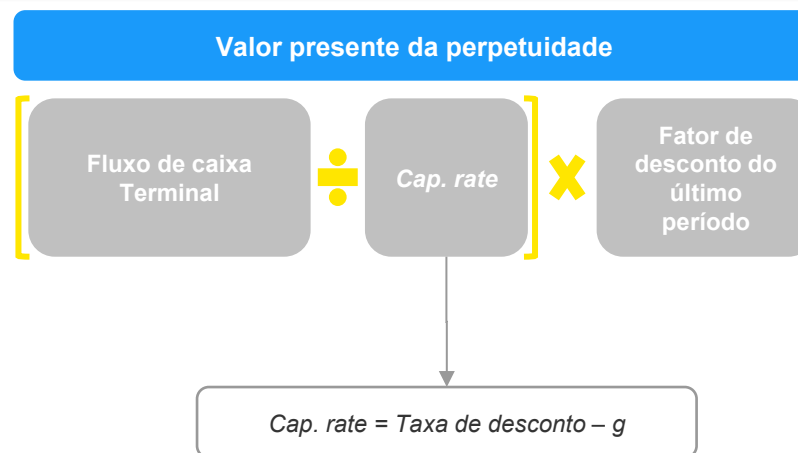 Valor presente da perpetuidade
Fluxo de caixa
Terminal
÷
Cap. rate
x
Fator de
desconto do
último
período
Cap. rate = Taxa de desconto – g